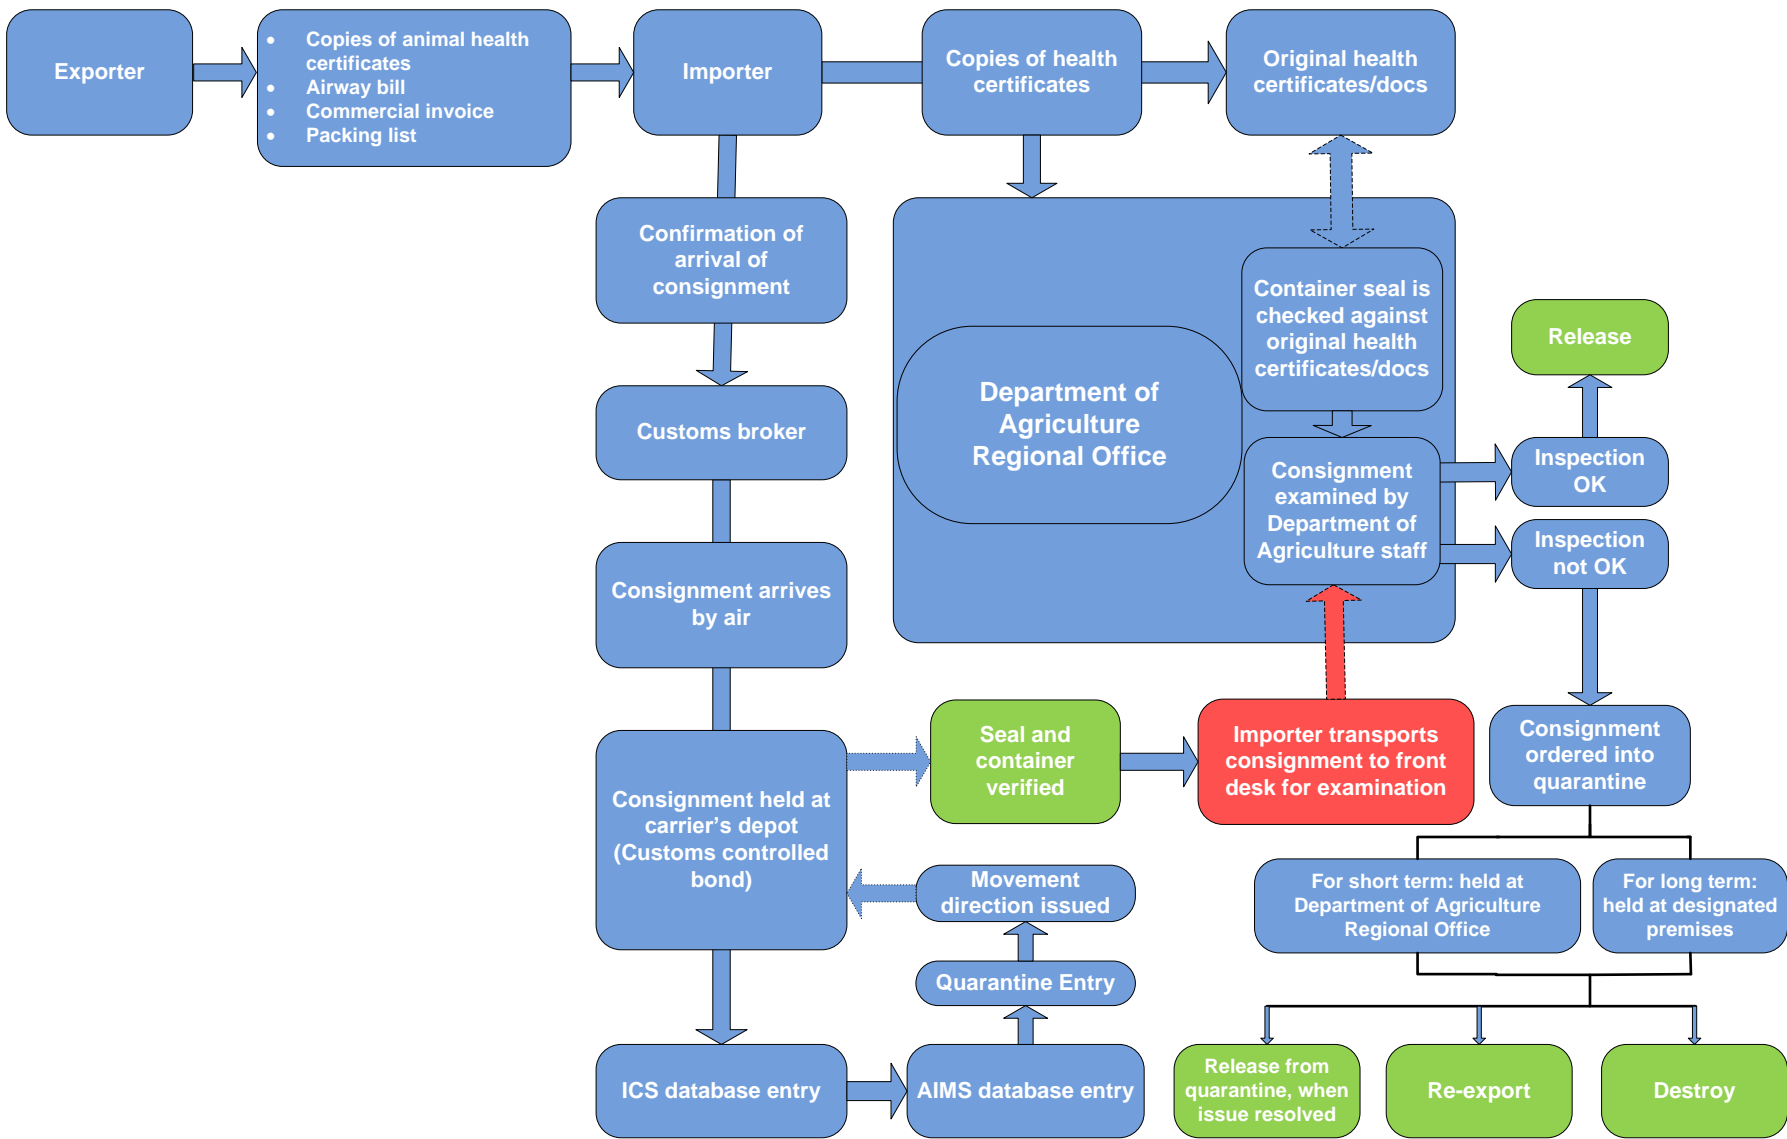 Exporter
• Copies of animal health
certificates
• Airway bill
• Commercial invoice
• Packing list
Importer
Copies of health
certificates
Original health
certificates/docs
Confirmation of
arrival of
consignment
Customs broker
Consignment arrives
by air
Consignment held at
carrier’s depot
(Customs controlled
bond)
ICS database entry
AIMS database entry
Quarantine Entry
Movement
direction issued
Seal and
container
verified
Importer transports
consignment to front
desk for examination
Department of
Agriculture
Regional Office
Container seal is
checked against
original health
certificates/docs
Consignment
examined by
Department of
Agriculture staff
Release
Inspection
OK
Inspection
not OK
Consignment
ordered into
quarantine
For short term: held at
Department of Agriculture
Regional Office
For long term:
held at designated
premises
Release from
quarantine, when
issue resolved
Re-export
Destroy